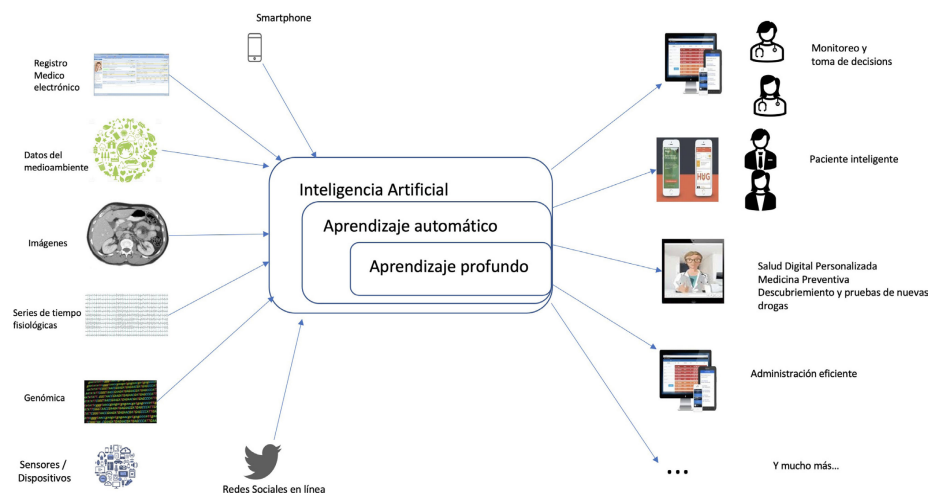 Smartphone
Registro
Medico
electrónico
Datos del
medioambiente
Imágenes
Series de tiempo
fisiológicas
Genómica
Sensores /
Dispositivos
Redes Sociales en línea
Inteligencia Artificial
Aprendizaje automático
Aprendizaje profundo
Monitoreo y
toma de decisions
HUG
Paciente inteligente
Salud Digital Personalizada
Medicina Preventiva
Descubriemiento y pruebas de nuevas
drogas
Administración eficiente
...
Y mucho más...